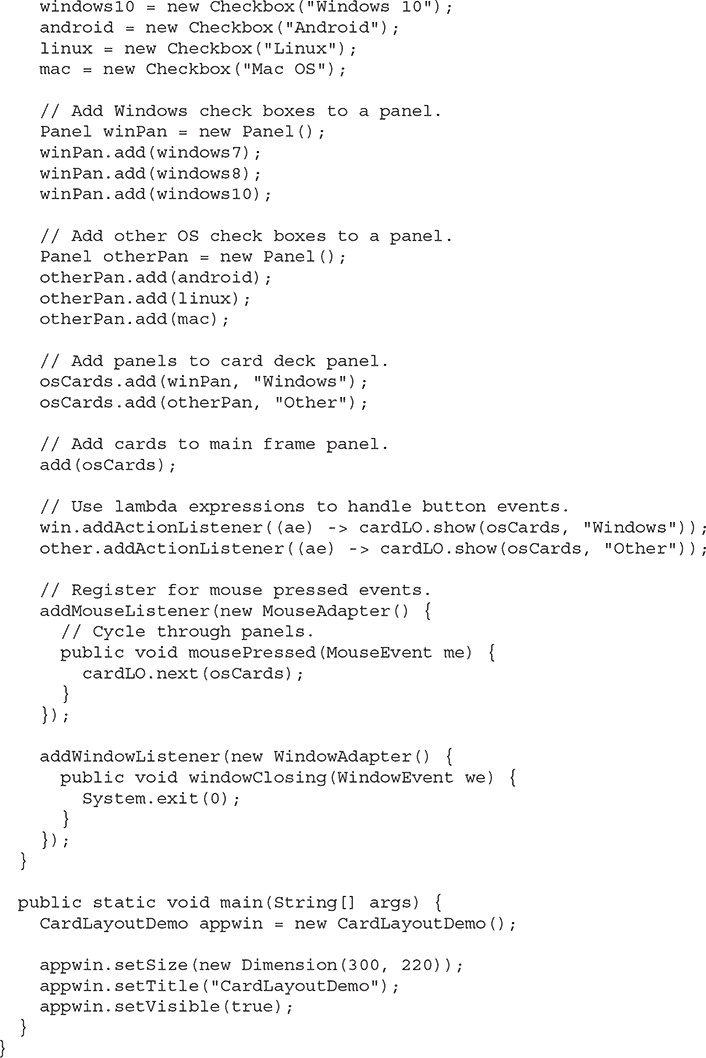 windows10 = new Checkbox("Windows 10");
android = new Checkbox("Android");
linux = new Checkbox("Linux");
mac = new Checkbox("Mac OS");

// Add Windows check boxes to a panel.
Panel winPan = new Panel();
winPan.add(windows7);
winPan.add(windows8);
winPan.add(windows10);

// Add other OS check boxes to a panel.
Panel otherPan = new Panel();
otherPan.add(android);
otherPan.add(linux);
otherPan.add(mac);

// Add panels to card deck panel.
osCards.add(winPan, "Windows");
osCards.add(otherPan, "Other");

// Add cards to main frame panel.
add(osCards);

// Use lambda expressions to handle button events.
win.addActionListener((ae) -> cardLO.show(osCards, "Windows"));
other.addActionListener((ae) -> cardLO.show(osCards, "Other"));

// Register for mouse pressed events.
addMouseListener(new MouseAdapter() {
// Cycle through panels.
public void mousePressed(MouseEvent me) {
cardLO.next(osCards);
}
});

addWindowListener(new WindowAdapter() {
public void windowClosing(WindowEvent we) {
System.exit(0);
}
});
}

public static void main(String[] args) {
CardLayoutDemo appwin = new CardLayoutDemo();

appwin.setSize(new Dimension(300, 220));
appwin.setTitle("CardLayoutDemo");
appwin.setVisible(true);
}
}